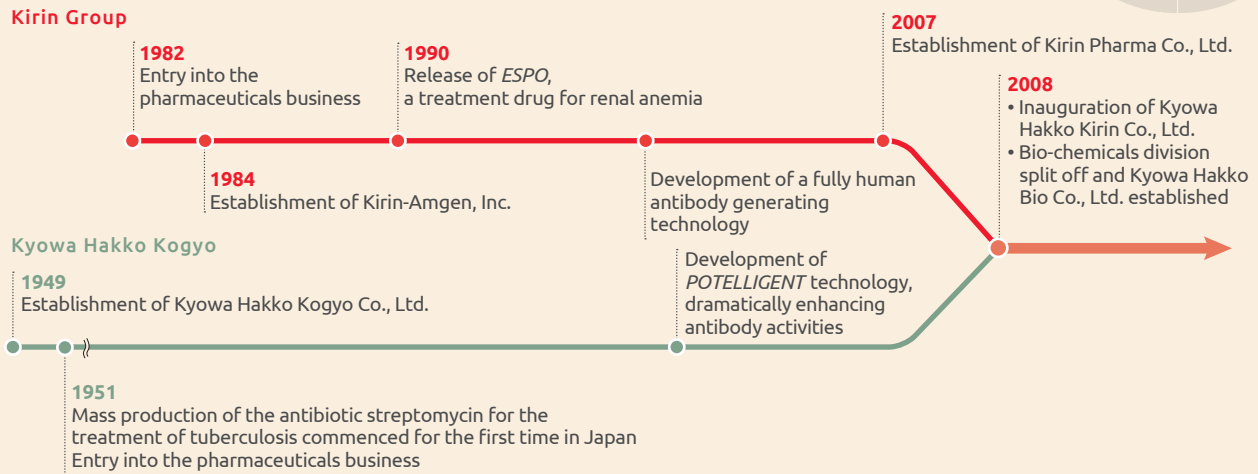 Kirin Group
1982
Entry into the
pharmaceuticals business
1984
Establishment of Kirin-Amgen, Inc.
1990
Release of ESPO,
a treatment drug for renal anemia
Development of a fully human
antibody generating
technology
2007
Establishment of Kirin Pharma Co., Ltd.
2008
• Inauguration of Kyowa
Hakko Kirin Co., Ltd.
• Bio-chemicals division
split off and Kyowa Hakko
Bio Co., Ltd. established
Kyowa Hakko Kogyo
1949
Establishment of Kyowa Hakko Kogyo Co., Ltd.
1951
Mass production of the antibiotic streptomycin for the
treatment of tuberculosis commenced for the first time in Japan
Entry into the pharmaceuticals business
Development of
POTELLIGENT technology,
dramatically enhancing
antibody activities